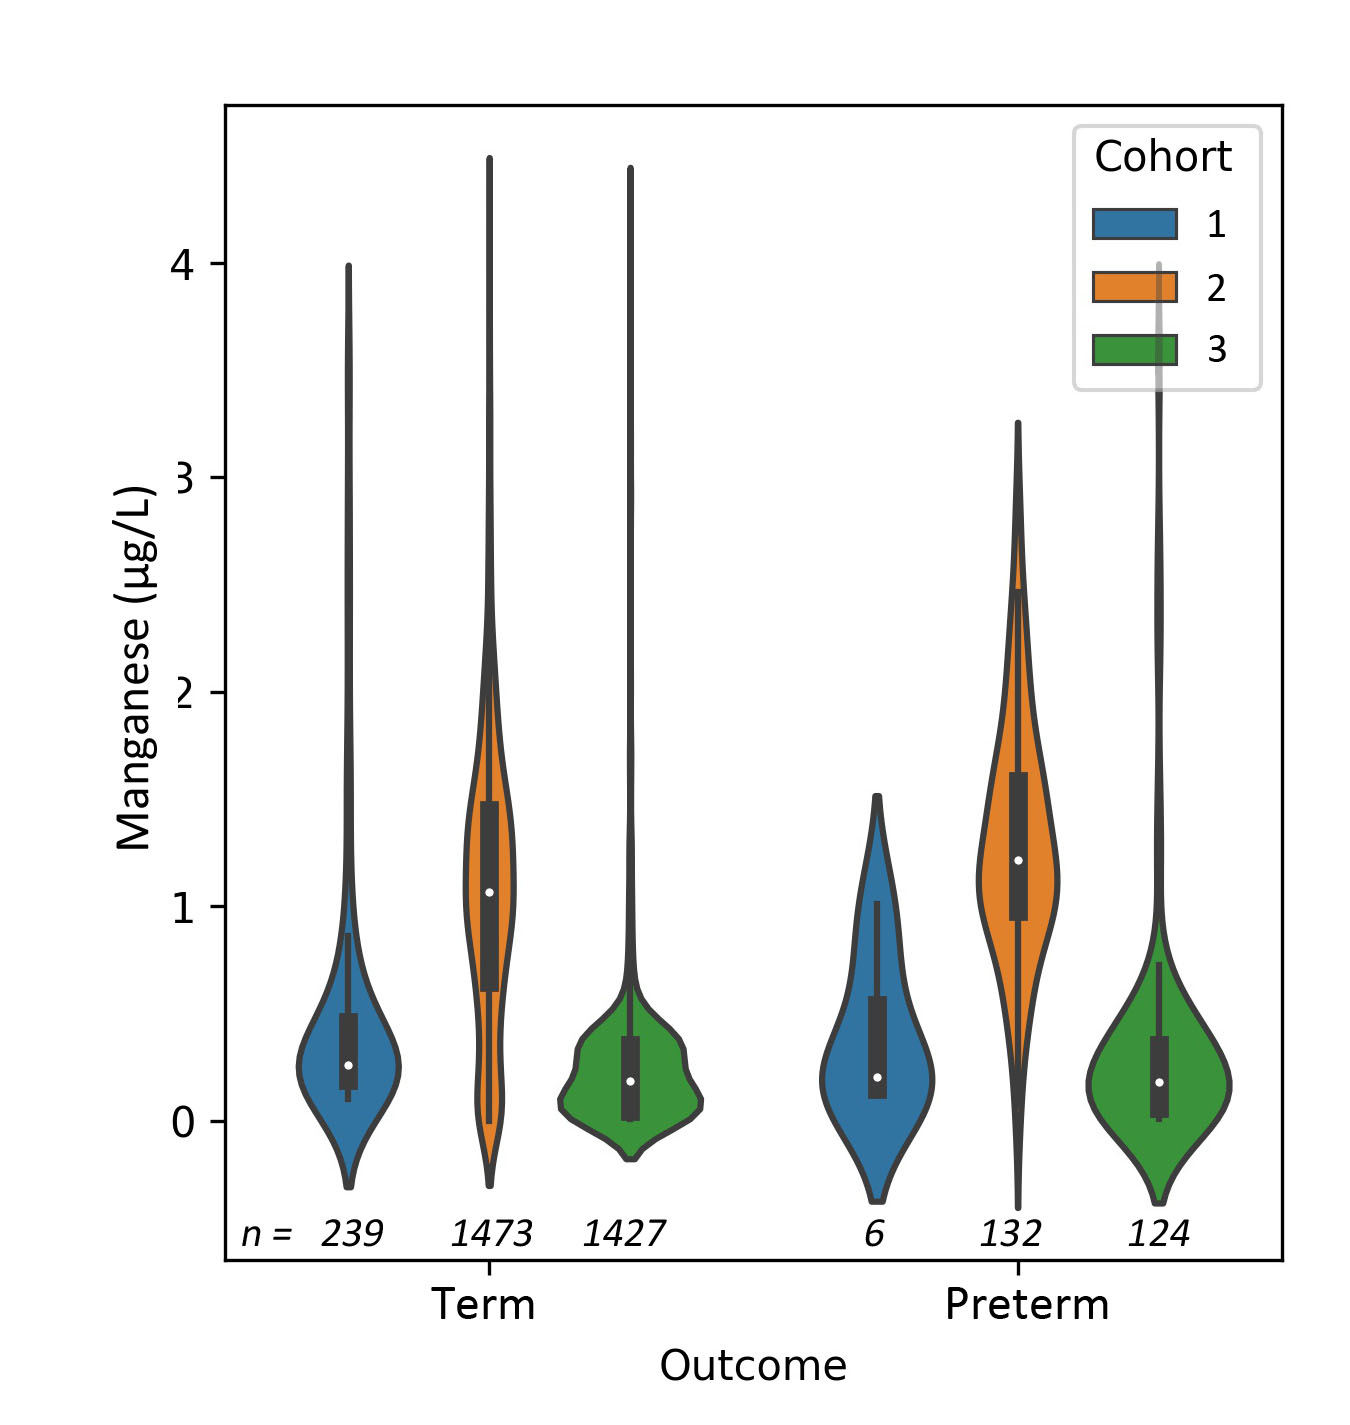 Cohort
1
2
3
4
3
2
1
0
Manganese (µg/L)
n = 239 1473 1427 6 132 124
Term Preterm
Outcome